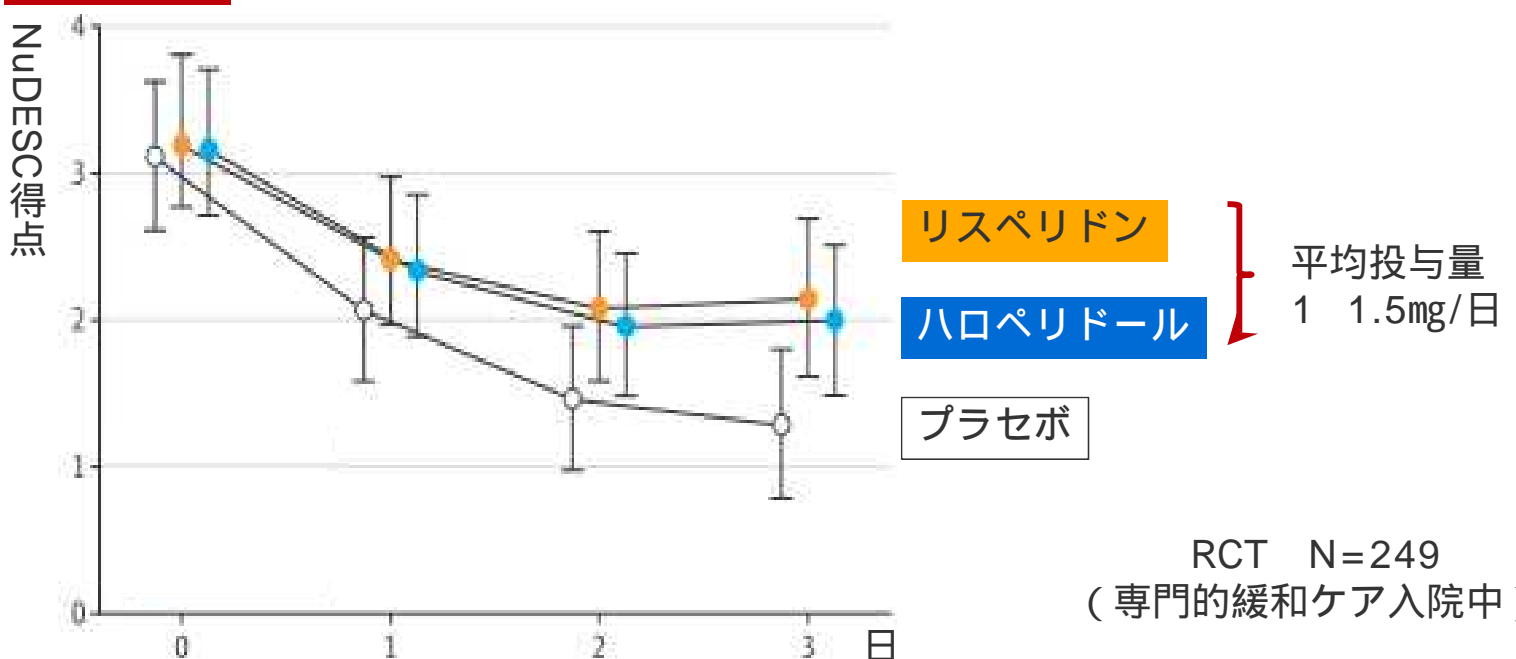 NuDESC得点
4
3
2
1
0
0 1 2 3 日
リスペリドン
ハロペリドール
プラセボ
平均投与量
1 1.5mg/日
RCT N=249
(専門的緩和ケア入院中)